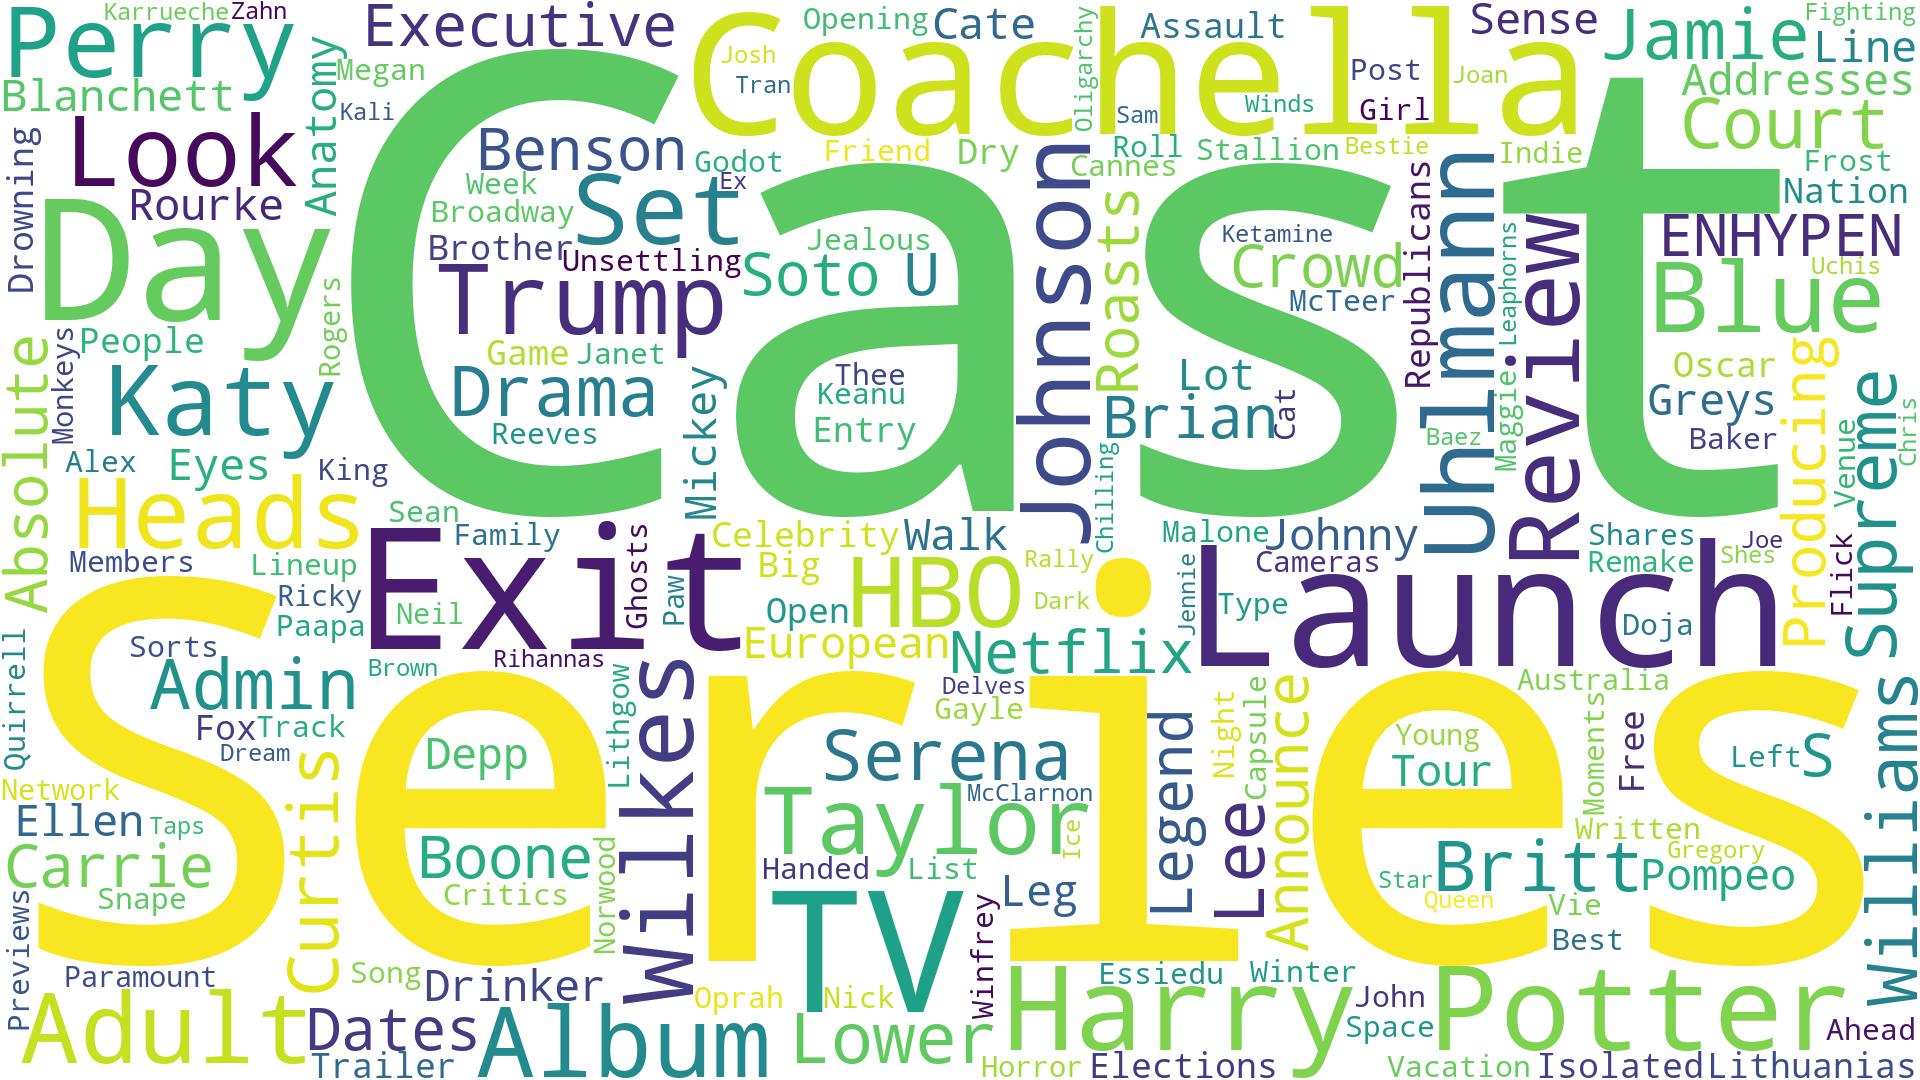 Karrueche
Zahn
Perry
Executive
Coachella
Opening
Cate
Assault
Sense
Jamie
Fighting
Line
Blanchett
Anatomy
Megan
Josh
Tran
Oligarchy
Post
Joan
Addresses
Kali
Sam
Winds
Girl
Court
Look
Benson
Godot
Friend
Dry
Cannes
Roll
Stallion
Bestie
Indie
Frost
Drowning
Rourke
Week
Ex
Set
Johnson
Roasts
Republicans
Nation
Day
Cast
Broadway
Brother
Unsettling
Jealous
Ketamine
Uhlmann
Review
ENHYPEN
Trump
Soto
U
Crowd
McTeer
Leaphorns
Blue
Uchis
Rogers
People
Monkeys
Game
Janet
Absolute
Katy
Drama
Thee
Keanu
Lot
Oscar
Producing
Reeves
Mickey
Entry
Brian
Cat
Greys
Supreme
Baez
Maggie
Baker
Chris
Alex
Eyes
King
Chilling
Venue
Heads
Sean
Family
Exit
Ghosts
Celebrity
Walk
Malone
Johnny
Shares
Joe
Members
Lineup
Big
HBO
Rally
Cameras
Launch
Remake
Shes
Flick
Ricky
Neil
Paw
Open
Dark
Jennie
Type
Paapa
Doja
Quirrell
Sorts
European
Netflix
Brown
Rihannas
Admin
Series
Lithgow
Wilkes
Delves
Gayle
Night
Capsule
Australia
Williams
Fox
Track
Dream
Curtis
Depp
Serena
Legend
Announce
Young
Tour
Moments
Free
Left
S
Network
McClarnon
Ellen
Taps
Taylor
Ice
Lee
Written
Carrie
Boone
Norwood
Handed
List
Britt
Gregory
Pompeo
Snape
Critics
Leg
Star
Queen
Vie
Previews
TV
Winfrey
Best
Paramount
Song
Drinker
Oprah
Nick
Essiedu
Winter
Harry
Potter
John
Adult
Dates
Album
Lower
Space
Ahead
Trailer
Horror
Elections
Vacation
Isolated
Lithuanias